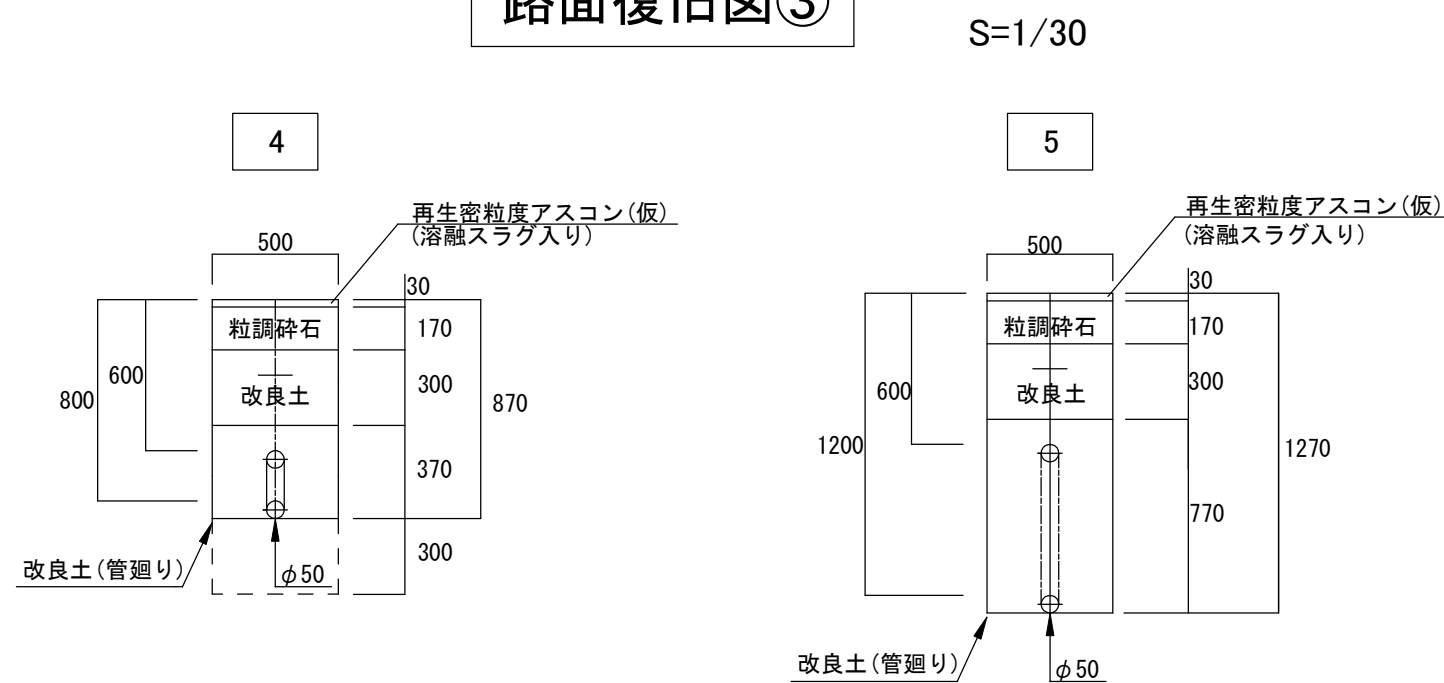 路面復旧図③
S=1/30
4
再生密粒度アスコン(仮)
(溶融スラグ入り)
500
30
粒調砕石
170
600
800
改良土
300
870
370
300
改良土(管廻り)
φ50
5
再生密粒度アスコン(仮)
(溶融スラグ入り)
500
30
粒調砕石
170
600
改良土
300
1200
1270
770
改良土(管廻り)
φ50